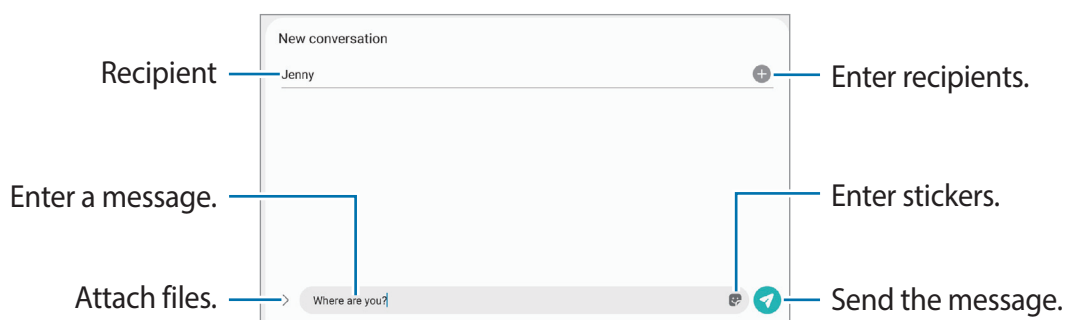 New conversation
Recipient
Jenny
Enter recipients.
Enter a message.
Enter stickers.
Attach files.
Where are you?
Send the message.